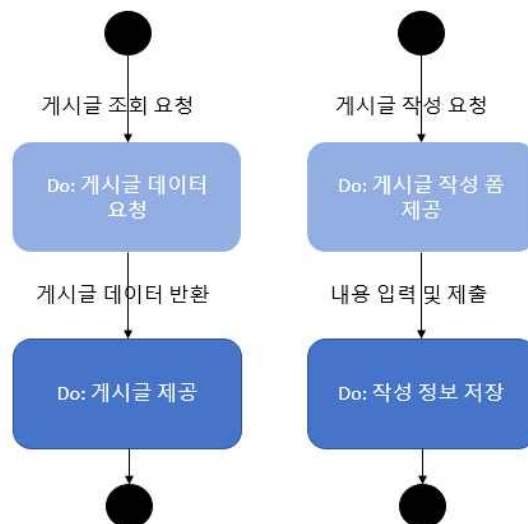 게시글 조회 요청
Do: 게시글 데이터
요청
게시글 데이터 반환
Do: 게시글 제공
게시글 작성 요청
Do: 게시글 작성 폼
제공
내용 입력 및 제출
Do: 작성 정보 저장